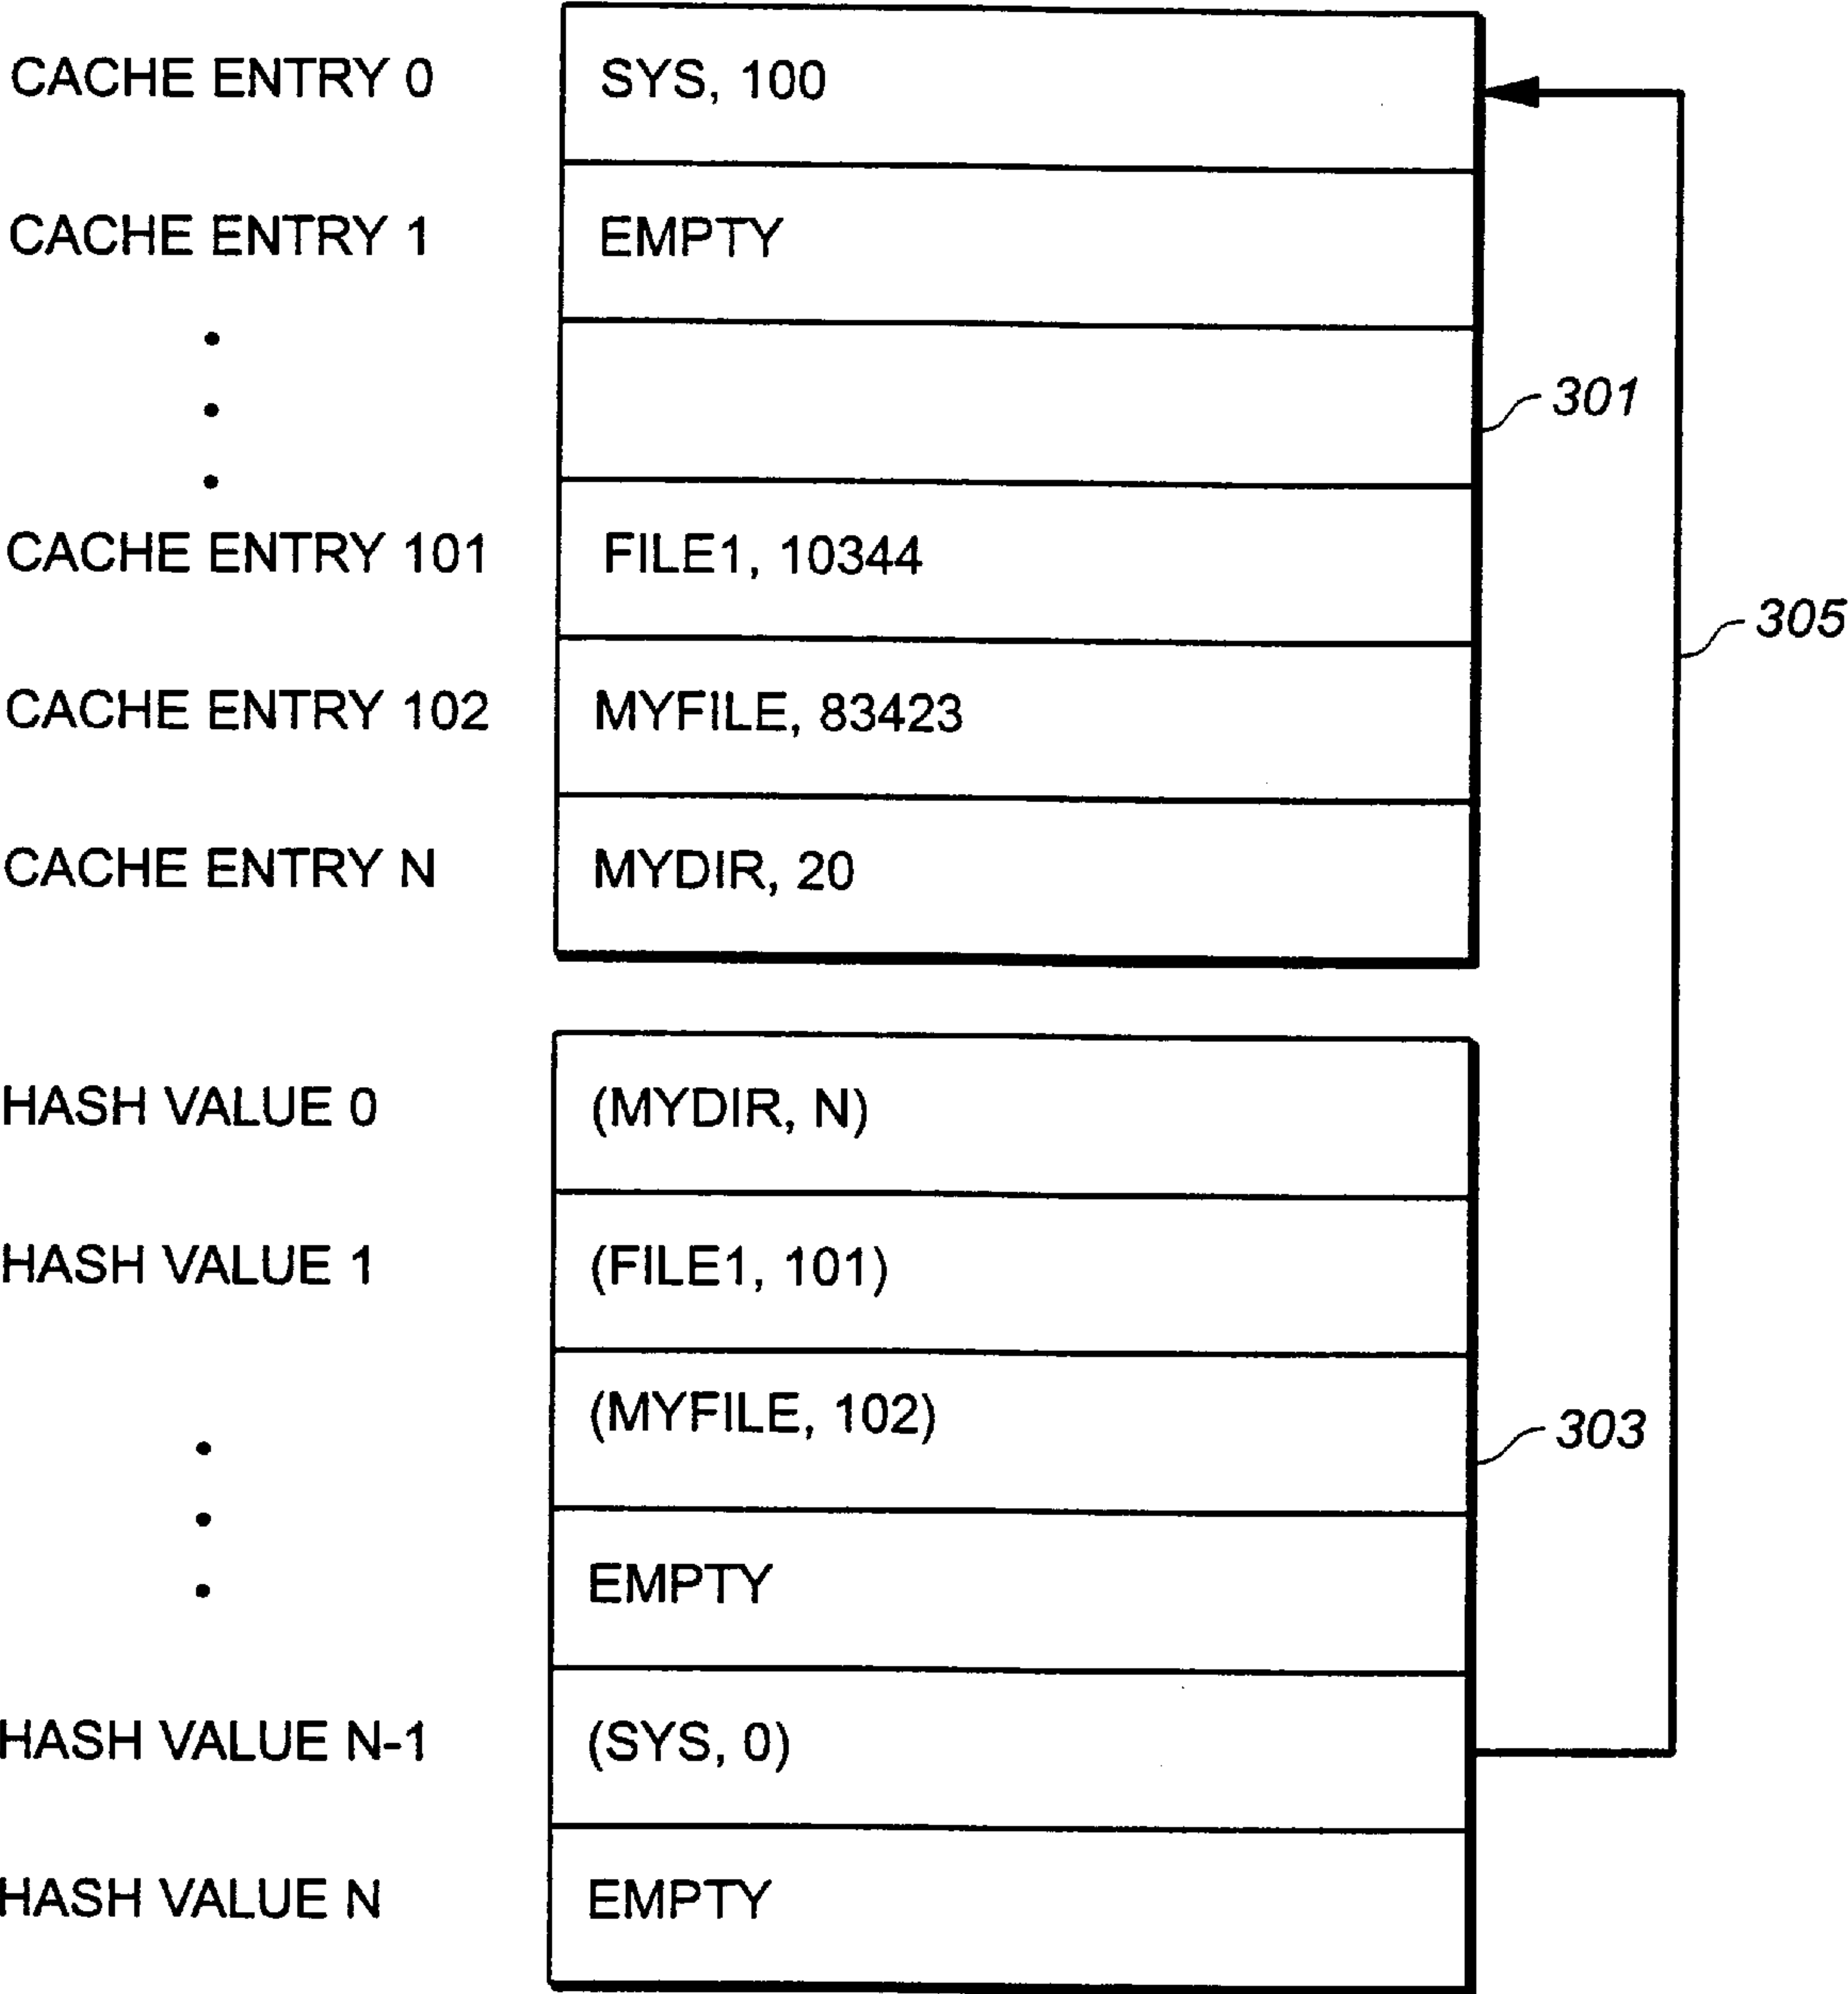 CACHE ENTRY 0 SYS, 100
CACHE ENTRY 1 EMPTY
301
CACHE ENTRY 101 FILE1, 10344
305
CACHE ENTRY 102 MYFILE, 83423
CACHE ENTRY N MYDIR, 20
HASH VALUE 0 (MYDIR, N)
HASH VALUE 1 (FILE1, 101)
(MYFILE, 102)
303
EMPTY
HASH VALUE N-1 (SYS, 0)
HASH VALUE N EMPTY